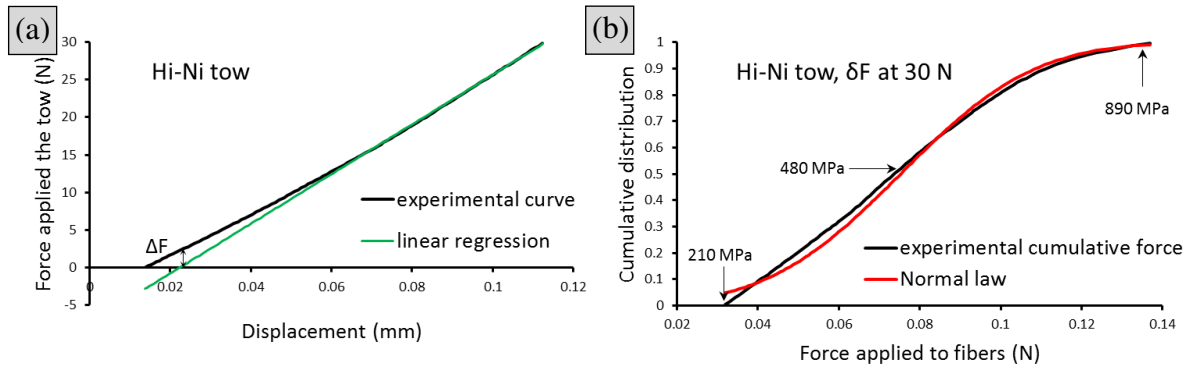 (a)
Hi-Ni tow
Force applied the tow (N)
30
25
20
15
10
5
0
-5
0
0.02
0.04
0.06
0.08
0.1
0.12
ΔF
experimental curve
linear regression
Displacement (mm)
(b)
Hi-Ni tow, δF at 30 N
Cumulative distribution
1
0.9
0.8
0.7
0.6
0.5
0.4
0.3
0.2
0.1
0
0.02
0.04
0.06
0.08
0.1
0.12
0.14
890 MPa
480 MPa
210 MPa
experimental cumulative force
Normal law
Force applied to fibers (N)